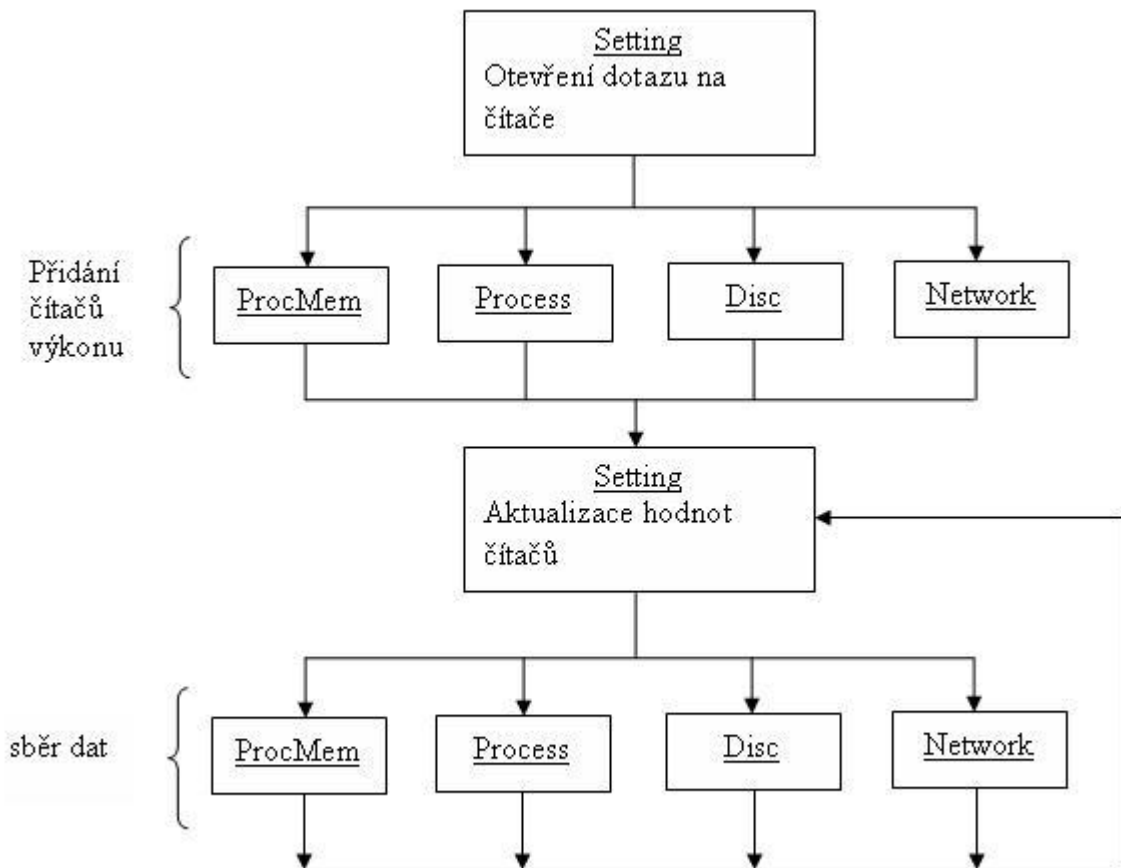 Setting
Otevření dotazu na
čítače
Přidání
čítačů
výkonu
ProcMem
Process
Disc
Network
Setting
Aktualizace hodnot
čítačů
sběr dat
ProcMem
Process
Disc
Network